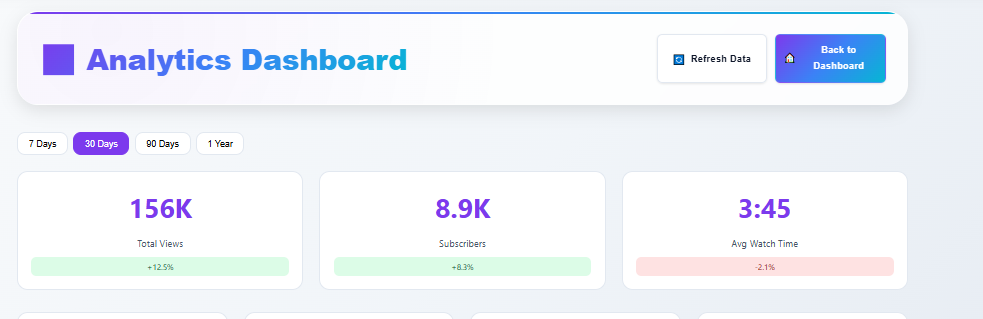 Analytics Dashboard
Refresh Data
Back to
Dashboard
7 Days
30 Days
90 Days
1 Year
156K
Total Views
+12.5%
8.9K
Subscribers
+8.3%
3:45
Avg Watch Time
-2.1%